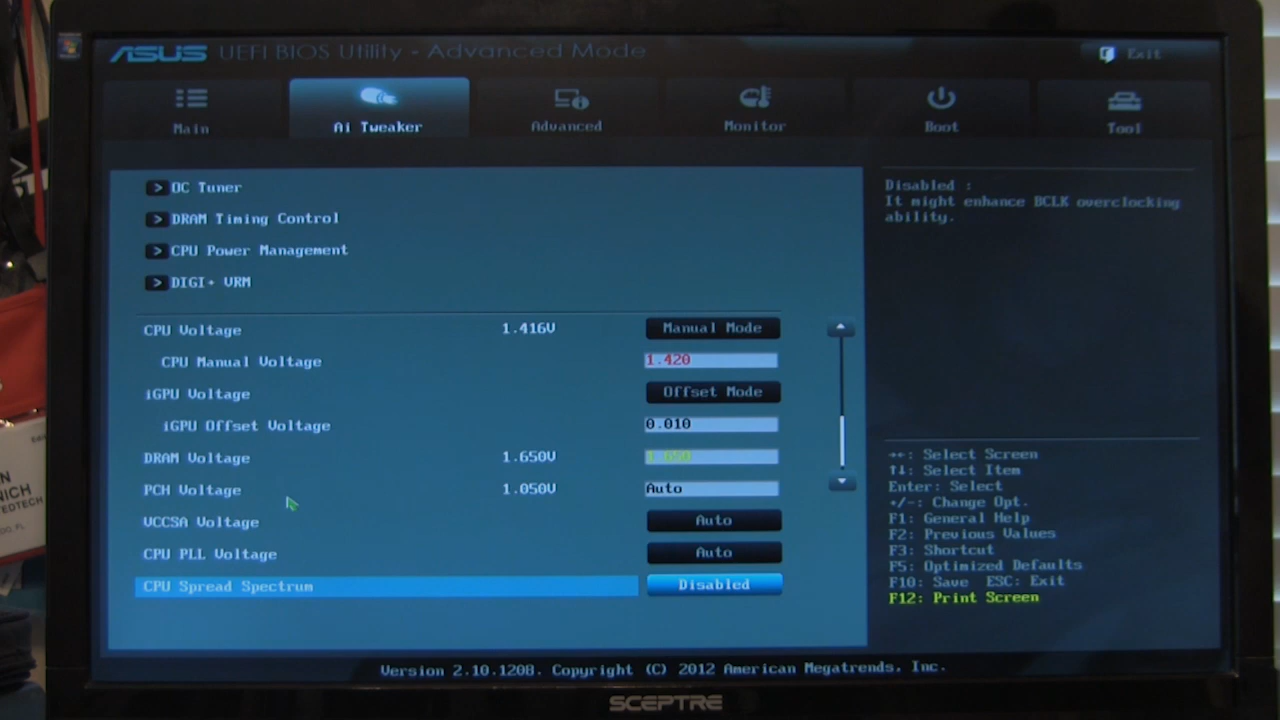 ASUS UEFI BIOS Utility - Advanced Mode
Exit
Main
Ai Tweaker
Advanced
Monitor
Boot
Tool
> OC Tuner
> DRAM Timing Control
> CPU Power Management
> DIGI+ VRM
CPU Voltage 1.416V Manual Mode
CPU Manual Voltage 1.420
iGPU Voltage Offset Mode
iGPU Offset Voltage 0.010
DRAM Voltage 1.650V 1.650
PCH Voltage 1.050V Auto
VCCSA Voltage Auto
CPU PLL Voltage Auto
CPU Spread Spectrum Disabled
Disabled :
It might enhance BCLK overclocking
ability.
→←: Select Screen
↑↓: Select Item
Enter: Select
+/-: Change Opt.
F1: General Help
F2: Previous Values
F3: Shortcut
F5: Optimized Defaults
F10: Save ESC: Exit
F12: Print Screen
Version 2.10.1208. Copyright (C) 2012 American Megatrends, Inc.
SCEPTRE